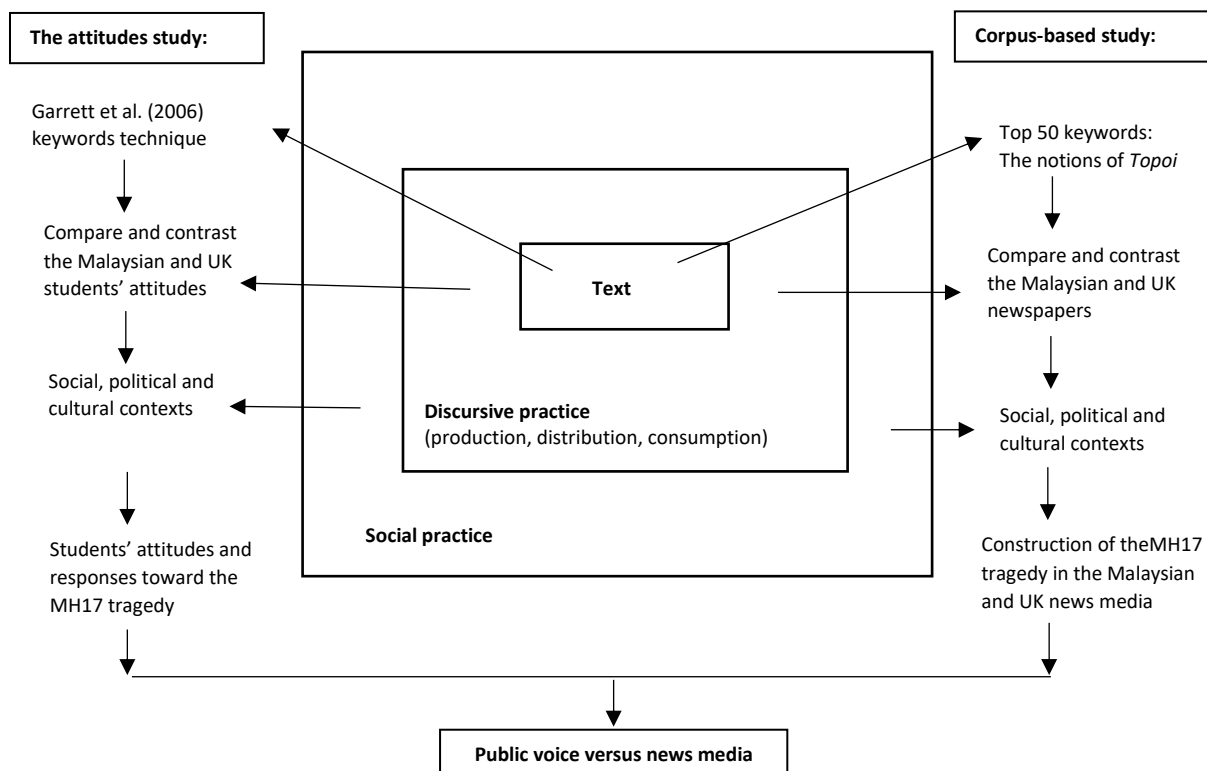 The attitudes study:
Garrett et al. (2006)
keywords technique
Compare and contrast
the Malaysian and UK
students’ attitudes
Social, political and
cultural contexts
Students’ attitudes and
responses toward the
MH17 tragedy
Text
Discursive practice
(production, distribution, consumption)
Social practice
Corpus-based study:
Top 50 keywords:
The notions of Topoi
Compare and contrast
the Malaysian and UK
newspapers
Social, political and
cultural contexts
Construction of theMH17
tragedy in the Malaysian
and UK news media
Public voice versus news media